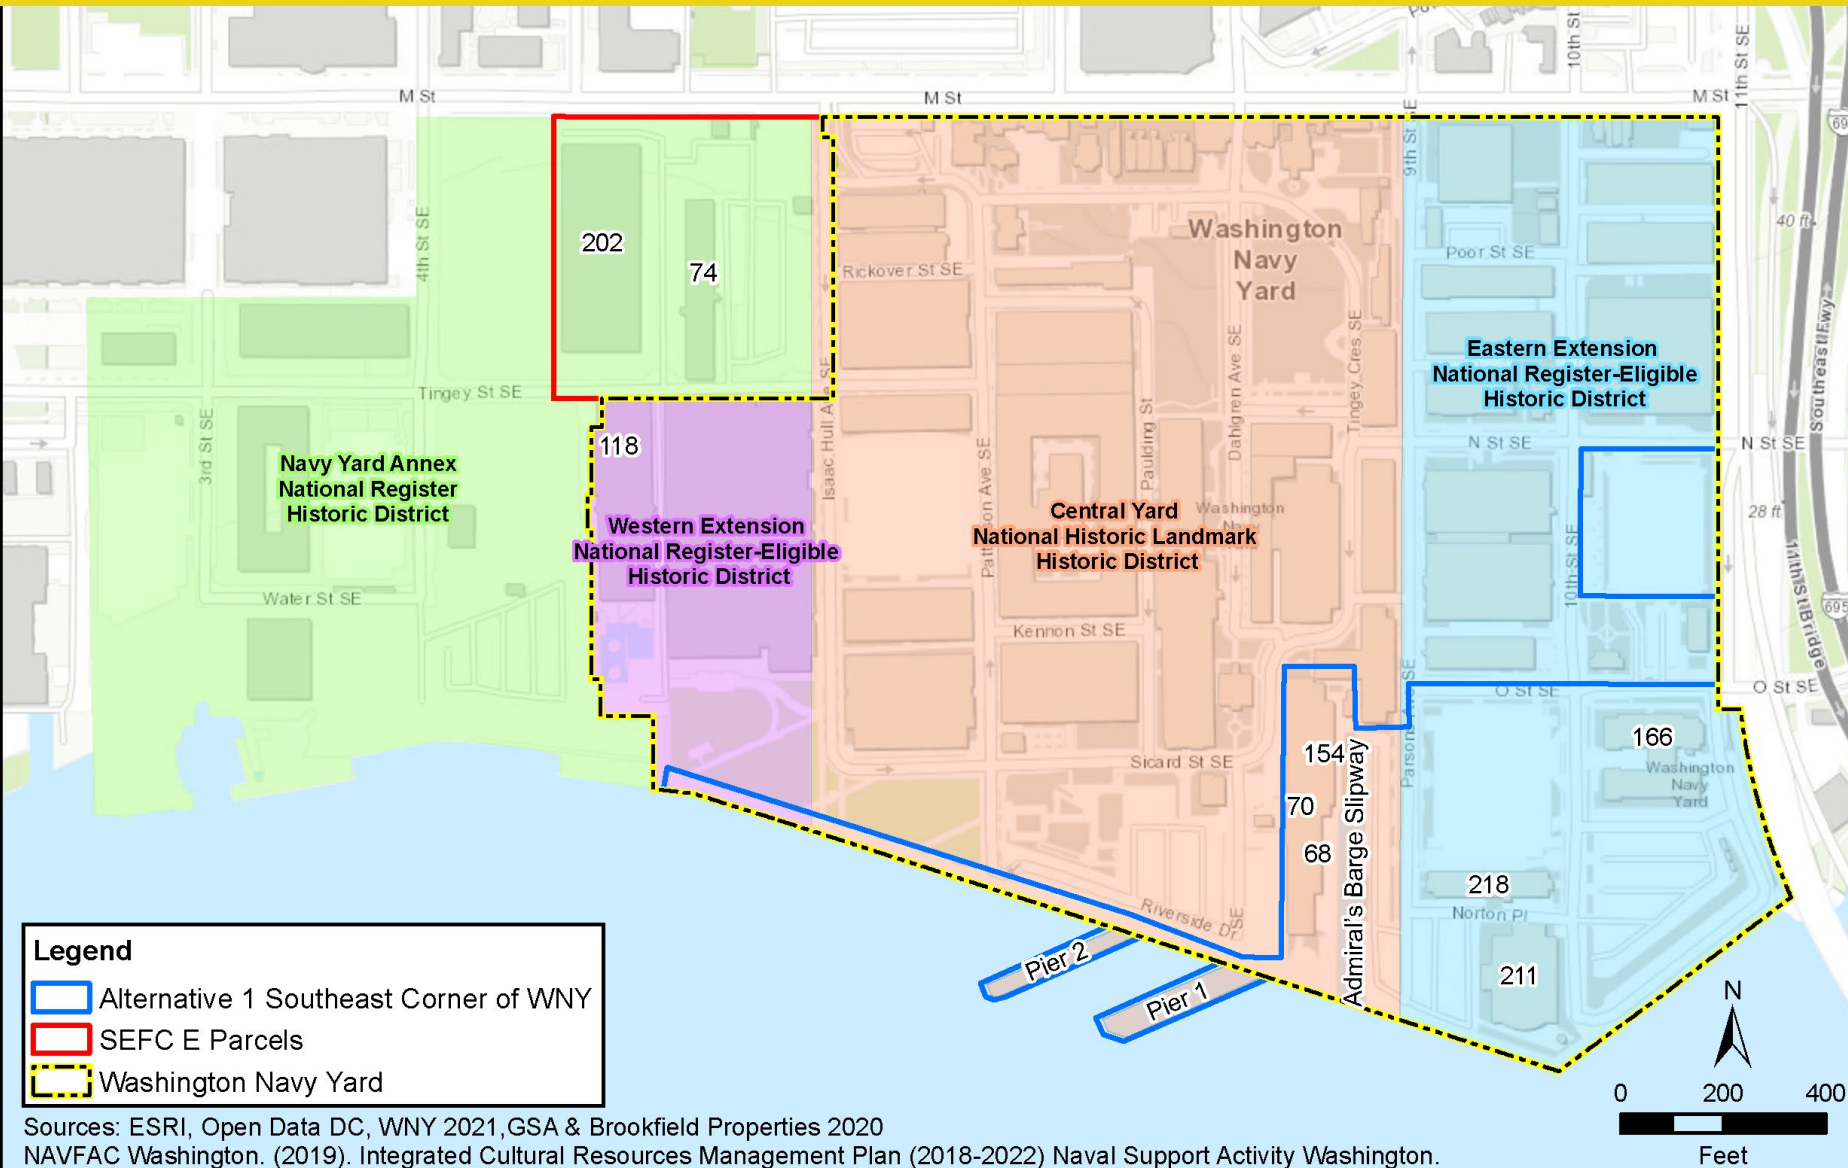 M St
M St
M St
Po
10th St
11th St SE
9th St SE
4th St SE
69
40 ft
202
74
Rickover St SE
Washington
Navy
Yard
Poor St SE
Eastern Extension
National Register-Eligible
Historic District
Southeast Fwy
Tingey St SE
Isaac Hull Ave SE
Dahlgren Ave SE
Tingey Cres SE
Paulding St
3rd St SE
118
N St SE
N St SE
Navy Yard Annex
National Register
Historic District
Western Extension
National Register-Eligible
Historic District
Central Yard
National Historic Landmark
Historic District
Washington
28 ft
10th St SE
11th St Bridge
695
Water St SE
Kennon St SE
Parsons Ave SE
O St SE
O St SE
154
70
68
Admiral's Barge Slipway
Sicard St SE
166
Washington
Navy
Yard
218
Norton Pl
211
Riverside Dr SE
Pier 2
Pier 1
N
0 200 400
Feet
Legend
Alternative 1 Southeast Corner of WNY
SEFC E Parcels
Washington Navy Yard
Sources: ESRI, Open Data DC, WNY 2021,GSA & Brookfield Properties 2020
NAVFAC Washington. (2019). Integrated Cultural Resources Management Plan (2018-2022) Naval Support Activity Washington.